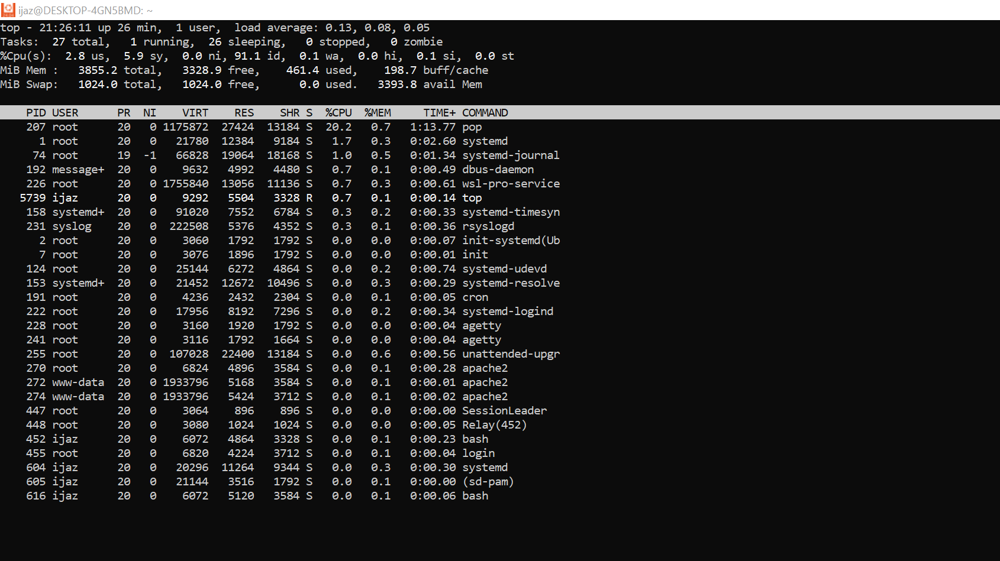 ijaz@DESKTOP-4GN5BMD: ~
top - 21:26:11 up 26 min,  1 user,  load average: 0.13, 0.08, 0.05
Tasks:  27 total,   1 running,  26 sleeping,   0 stopped,   0 zombie
%Cpu(s):  2.8 us,  5.9 sy,  0.0 ni, 91.1 id,  0.1 wa,  0.0 hi,  0.1 si,  0.0 st
MiB Mem :   3855.2 total,   3328.9 free,    461.4 used,    198.7 buff/cache
MiB Swap:   1024.0 total,   1024.0 free,      0.0 used.   3393.8 avail Mem
    PID USER      PR  NI    VIRT    RES    SHR S  %CPU  %MEM     TIME+ COMMAND
    207 root      20   0 1175872  27424  13184 S  20.2   0.7   1:13.77 pop
      1 root      20   0   21780  12384   9184 S   1.7   0.3   0:02.60 systemd
     74 root      19  -1   66828  19064  18168 S   1.0   0.5   0:01.34 systemd-journal
    192 message+  20   0    9632   4992   4480 S   0.7   0.1   0:00.49 dbus-daemon
    226 root      20   0 1755840  13056  11136 S   0.7   0.3   0:00.61 wsl-pro-service
   5739 ijaz      20   0    9292   5504   3328 R   0.7   0.1   0:00.14 top
    158 systemd+  20   0   91020   7552   6784 S   0.3   0.2   0:00.33 systemd-timesyn
    231 syslog    20   0  222508   5376   4352 S   0.3   0.1   0:00.36 rsyslogd
      2 root      20   0    3060   1792   1792 S   0.0   0.0   0:00.07 init-systemd(Ub
      7 root      20   0    3076   1896   1792 S   0.0   0.0   0:00.01 init
    124 root      20   0   25144   6272   4864 S   0.0   0.2   0:00.74 systemd-udevd
    153 systemd+  20   0   21452  12672  10496 S   0.0   0.3   0:00.29 systemd-resolve
    191 root      20   0    4236   2432   2304 S   0.0   0.1   0:00.05 cron
    222 root      20   0   17956   8192   7296 S   0.0   0.2   0:00.34 systemd-logind
    228 root      20   0    3160   1920   1792 S   0.0   0.0   0:00.04 agetty
    241 root      20   0    3116   1792   1664 S   0.0   0.0   0:00.04 agetty
    255 root      20   0  107028  22400  13184 S   0.0   0.6   0:00.56 unattended-upgr
    270 root      20   0    6824   4896   3584 S   0.0   0.1   0:00.28 apache2
    272 www-data  20   0 1933796   5168   3584 S   0.0   0.1   0:00.01 apache2
    274 www-data  20   0 1933796   5424   3712 S   0.0   0.1   0:00.02 apache2
    447 root      20   0    3064    896    896 S   0.0   0.0   0:00.00 SessionLeader
    448 root      20   0    3080   1024   1024 S   0.0   0.0   0:00.05 Relay(452)
    452 ijaz      20   0    6072   4864   3328 S   0.0   0.1   0:00.23 bash
    455 root      20   0    6820   4224   3712 S   0.0   0.1   0:00.04 login
    604 ijaz      20   0   20296  11264   9344 S   0.0   0.3   0:00.30 systemd
    605 ijaz      20   0   21144   3516   1792 S   0.0   0.1   0:00.00 (sd-pam)
    616 ijaz      20   0    6072   5120   3584 S   0.0   0.1   0:00.06 bash